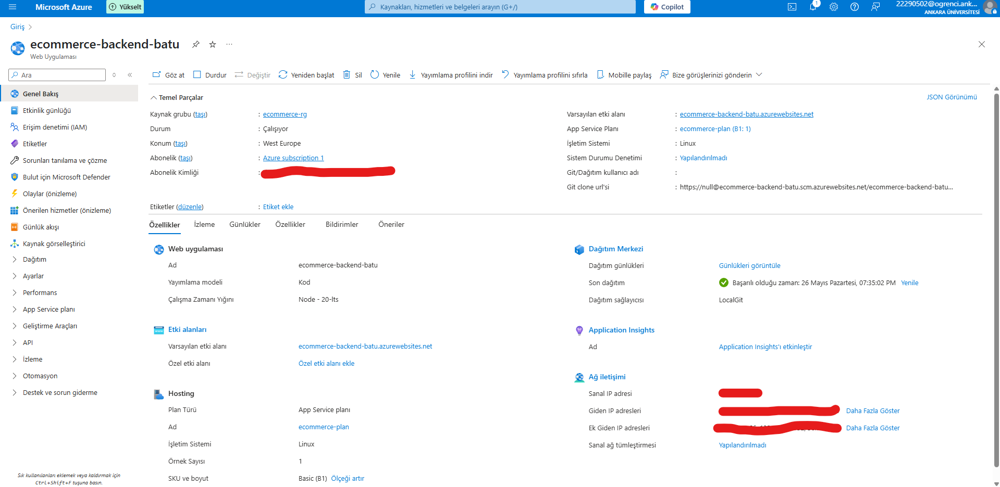 Microsoft Azure
Yükselt
Kaynakları, hizmetleri ve belgeleri arayın (G+/)
Copilot
1
22290502@ogrenci.ank...
ANKARA ÜNİVERSİTESİ
Giriş
ecommerce-backend-batu
Web Uygulaması
Ara
Göz at
Durdur
Değiştir
Yeniden başlat
Sil
Yenile
Yayımlama profilini indir
Yayımlama profilini sıfırla
Mobille paylaş
Bize görüşlerinizi gönderin
Genel Bakış
Etkinlik günlüğü
Erişim denetimi (IAM)
Etiketler
Sorunları tanılama ve çözme
Bulut için Microsoft Defender
Olaylar (önizleme)
Önerilen hizmetler (önizleme)
Günlük akışı
Kaynak görselleştirici
Dağıtım
Ayarlar
Performans
App Service planı
Geliştirme Araçları
API
İzleme
Otomasyon
Destek ve sorun giderme
Sık kullanılanları eklemek veya kaldırmak için
Ctrl+Shift+F tuşuna basın.
Temel Parçalar
JSON Görünümü
Kaynak grubu (taşı) : ecommerce-rg
Durum : Çalışıyor
Konum (taşı) : West Europe
Abonelik (taşı) : Azure subscription 1
Abonelik Kimliği :
Varsayılan etki alanı : ecommerce-backend-batu.azurewebsites.net
App Service Planı : ecommerce-plan (B1: 1)
İşletim Sistemi : Linux
Sistem Durumu Denetimi : Yapılandırılmadı
Git/Dağıtım kullanıcı adı :
Git clone url'si : https://null@ecommerce-backend-batu.scm.azurewebsites.net/ecommerce-backend-batu...
Etiketler (düzenle) : Etiket ekle
Özellikler
İzleme
Günlükler
Özellikler
Bildirimler
Öneriler
Web uygulaması
Ad ecommerce-backend-batu
Yayımlama modeli Kod
Çalışma Zamanı Yığını Node - 20-lts
Etki alanları
Varsayılan etki alanı ecommerce-backend-batu.azurewebsites.net
Özel etki alanı Özel etki alanı ekle
Hosting
Plan Türü App Service planı
Ad ecommerce-plan
İşletim Sistemi Linux
Örnek Sayısı 1
SKU ve boyut Basic (B1) Ölçeği artır
Dağıtım Merkezi
Dağıtım günlükleri Günlükleri görüntüle
Son dağıtım Başarılı olduğu zaman: 26 Mayıs Pazartesi, 07:35:02 PM Yenile
Dağıtım sağlayıcısı LocalGit
Application Insights
Ad Application Insights'ı etkinleştir
Ağ iletişimi
Sanal IP adresi
Giden IP adresleri Daha Fazla Göster
Ek Giden IP adresleri Daha Fazla Göster
Sanal ağ tümleştirmesi Yapılandırılmadı